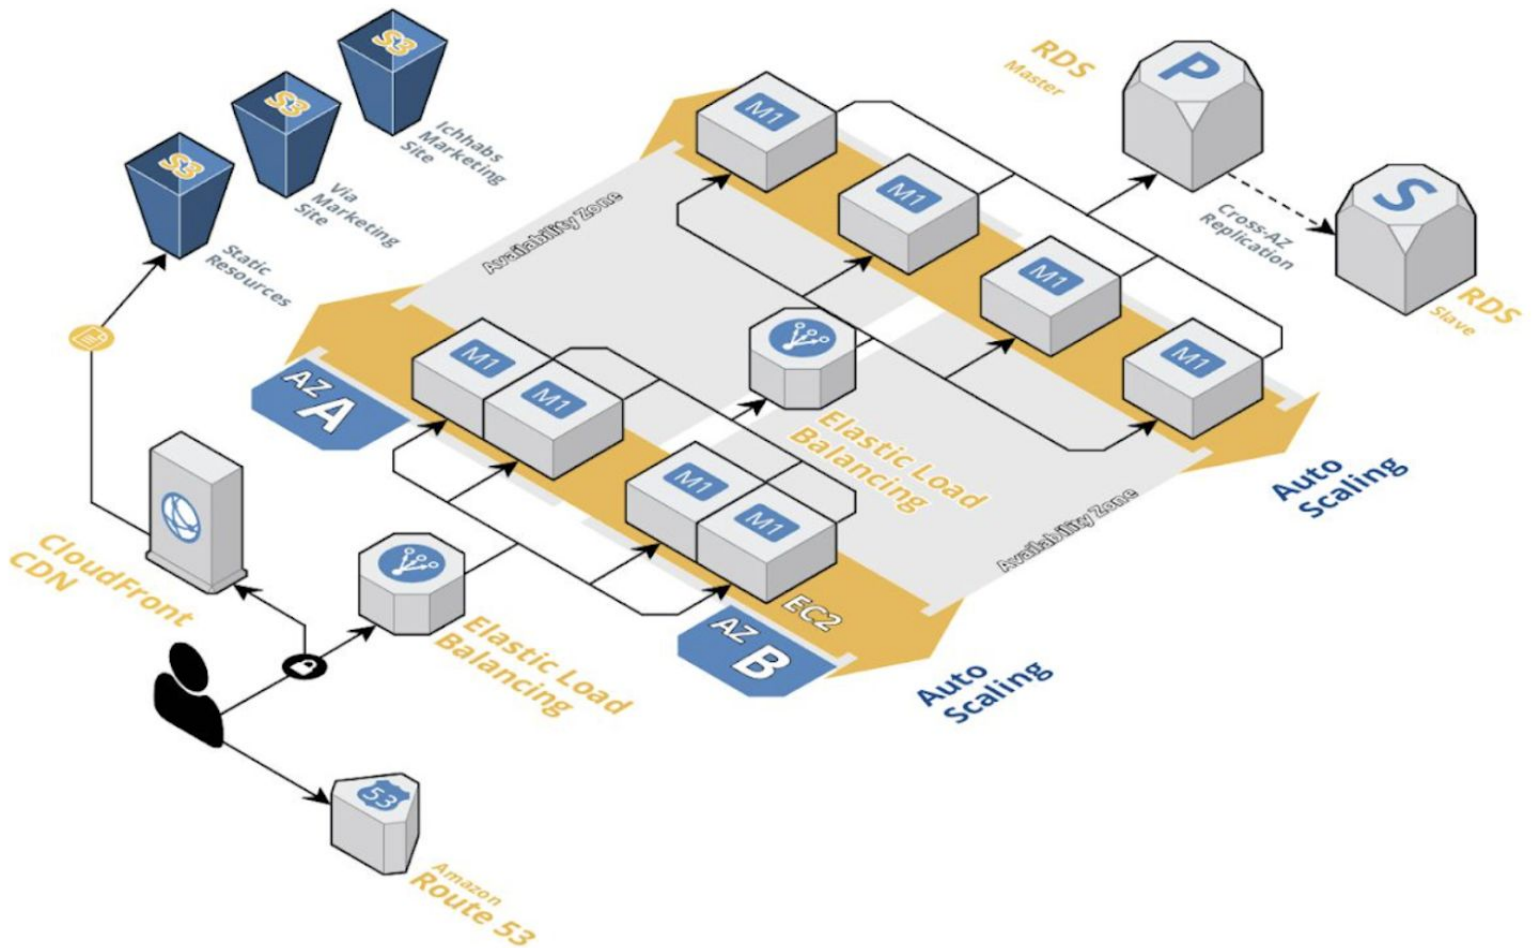 S3
Ichhabs
Marketing
Site
S3
Via
Marketing
Site
S3
Static
Resources
RDS
Master
P
Cross-AZ
Replication
S
RDS
Slave
Availability Zone
M1
M1
M1
M1
AZ
A
M1
M1
M1
M1
Elastic Load
Balancing
Availability Zone
Auto
Scaling
EC2
AZ
B
Auto
Scaling
CloudFront
CDN
Elastic Load
Balancing
53
Amazon
Route 53